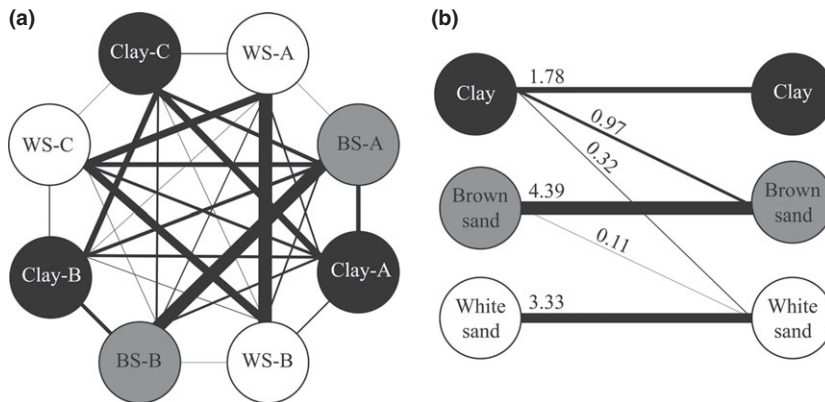 (a)
Clay-C
WS-A
WS-C
BS-A
Clay-B
Clay-A
BS-B
WS-B
(b)
Clay
1.78
Clay
0.97
0.32
Brown
sand
4.39
Brown
sand
0.11
White
sand
3.33
White
sand